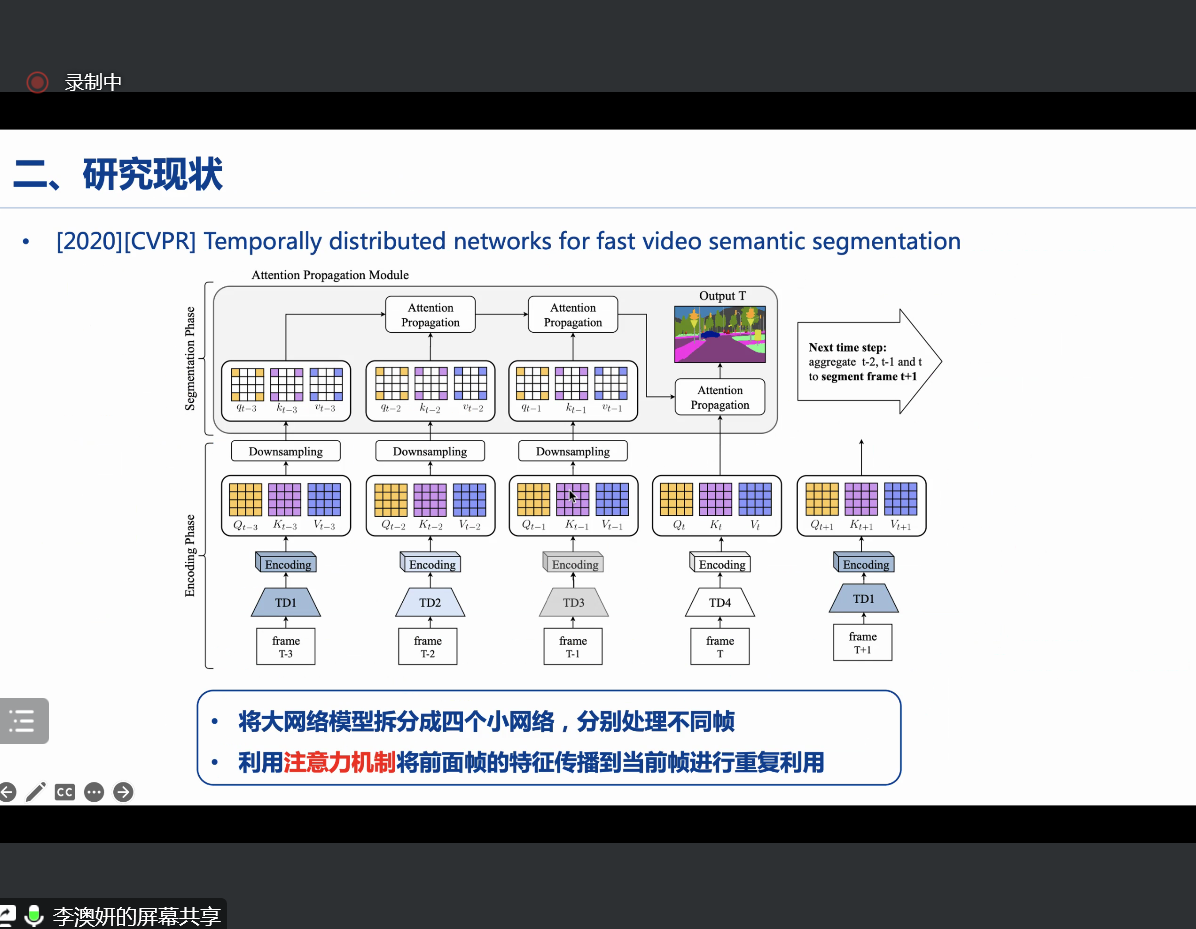 录制中
二、研究现状
• [2020][CVPR] Temporally distributed networks for fast video semantic segmentation
Attention Propagation Module
Segmentation Phase
Attention Propagation
Attention Propagation
Output T
Attention Propagation
Next time step:
aggregate t-2, t-1 and t
to segment frame t+1
q_{t-3} k_{t-3} v_{t-3}
q_{t-2} k_{t-2} v_{t-2}
q_{t-1} k_{t-1} v_{t-1}
Downsampling
Downsampling
Downsampling
Encoding Phase
Q_{t-3} K_{t-3} V_{t-3}
Q_{t-2} K_{t-2} V_{t-2}
Q_{t-1} K_{t-1} V_{t-1}
Q_t K_t V_t
Q_{t+1} K_{t+1} V_{t+1}
Encoding
Encoding
Encoding
Encoding
Encoding
TD1
TD2
TD3
TD4
TD1
frame T-3
frame T-2
frame T-1
frame T
frame T+1
• 将大网络模型拆分成四个小网络，分别处理不同帧
• 利用注意力机制将前面帧的特征传播到当前帧进行重复利用
CC
李澳妍的屏幕共享